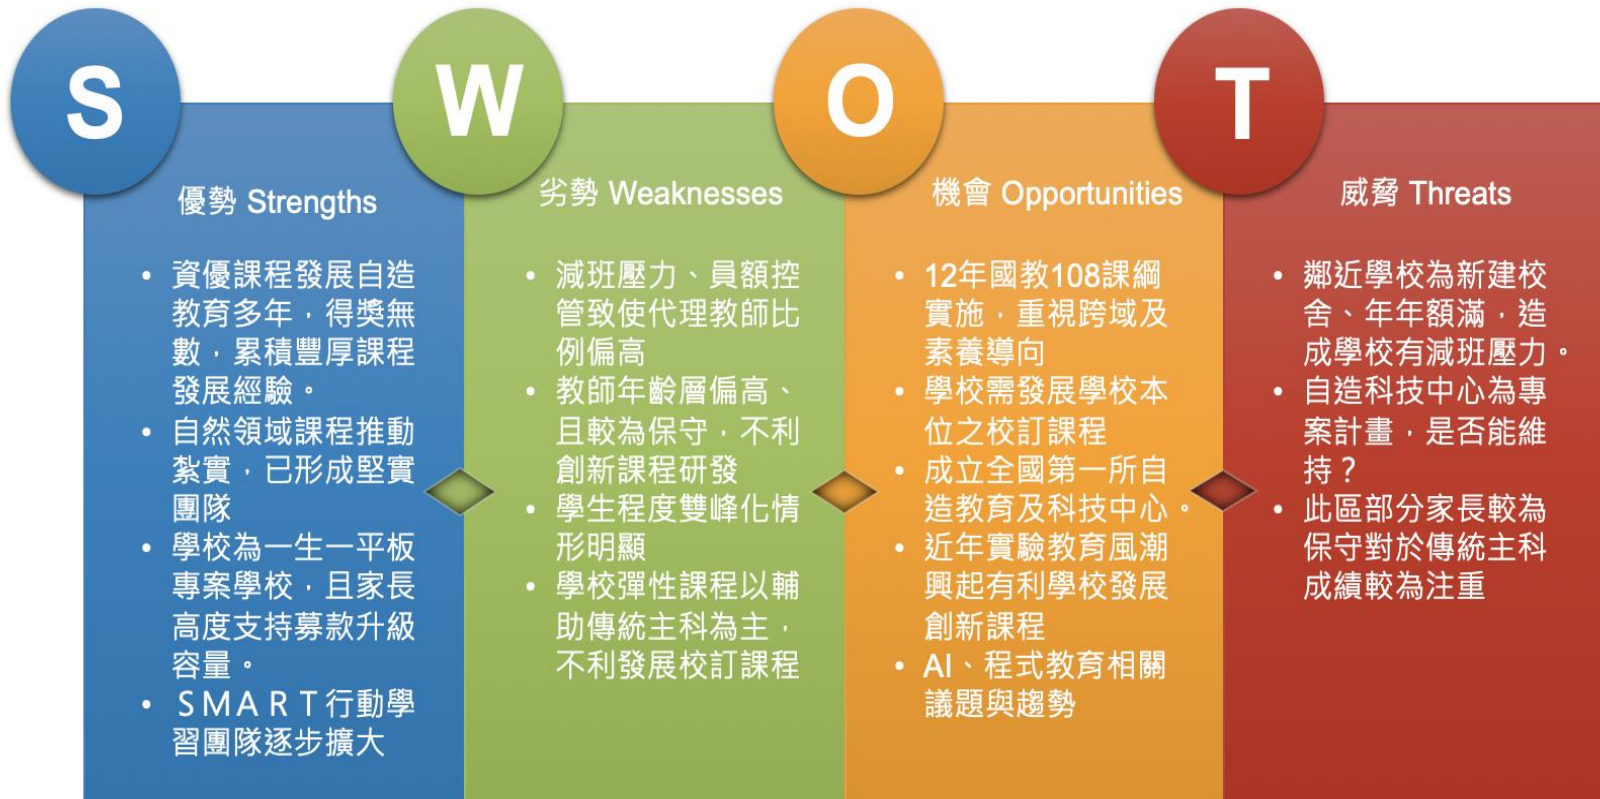 S
W
O
T
優勢 Strengths
• 資優課程發展自造
教育多年，得獎無
數，累積豐厚課程
發展經驗。
• 自然領域課程推動
紮實，已形成堅實
團隊
• 學校為一生一平板
專案學校，且家長
高度支持募款升級
容量。
• ＳＭＡＲＴ行動學
習團隊逐步擴大
劣勢 Weaknesses
• 減班壓力、員額控
管致使代理教師比
例偏高
• 教師年齡層偏高、
且較為保守，不利
創新課程研發
• 學生程度雙峰化情
形明顯
• 學校彈性課程以輔
助傳統主科為主，
不利發展校訂課程
機會 Opportunities
• 12年國教108課綱
實施，重視跨域及
素養導向
• 學校需發展學校本
位之校訂課程
• 成立全國第一所自
造教育及科技中心。
• 近年實驗教育風潮
興起有利學校發展
創新課程
• AI、程式教育相關
議題與趨勢
威脅 Threats
• 鄰近學校為新建校
舍、年年額滿，造
成學校有減班壓力。
• 自造科技中心為專
案計畫，是否能維
持？
• 此區部分家長較為
保守對於傳統主科
成績較為注重